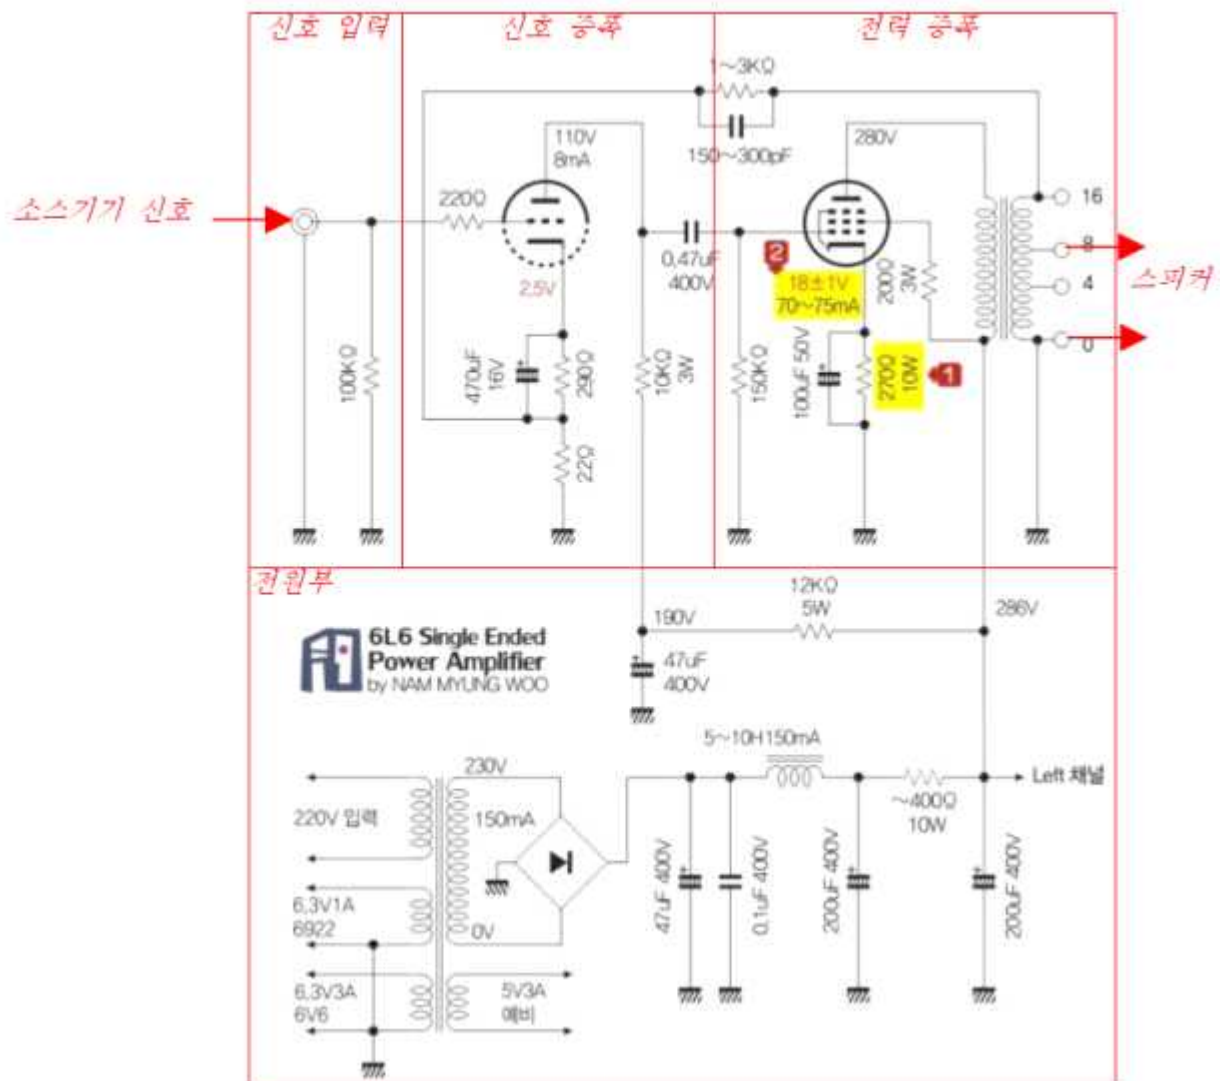 신호 입력
신호 증폭
전력 증폭
1~3KΩ
150~300pF
110V
8mA
280V
소스기기 신호
220Ω
0.47uF
400V
2.5V
2
18±1V
70~75mA
200Ω
3W
16
8
4
0
스피커
100KΩ
470uF
16V
290Ω
22Ω
10KΩ
3W
150KΩ
100uF 50V
270Ω
10W
1
전원부
190V
12KΩ
5W
286V
6L6 Single Ended
Power Amplifier
by NAM MYUNG WOO
47uF
400V
5~10H150mA
230V
220V 입력
150mA
~400Ω
10W
Left 채널
47uF 400V
0.1uF 400V
200uF 400V
200uF 400V
6.3V1A
6922
0V
6.3V3A
6V6
5V3A
예비